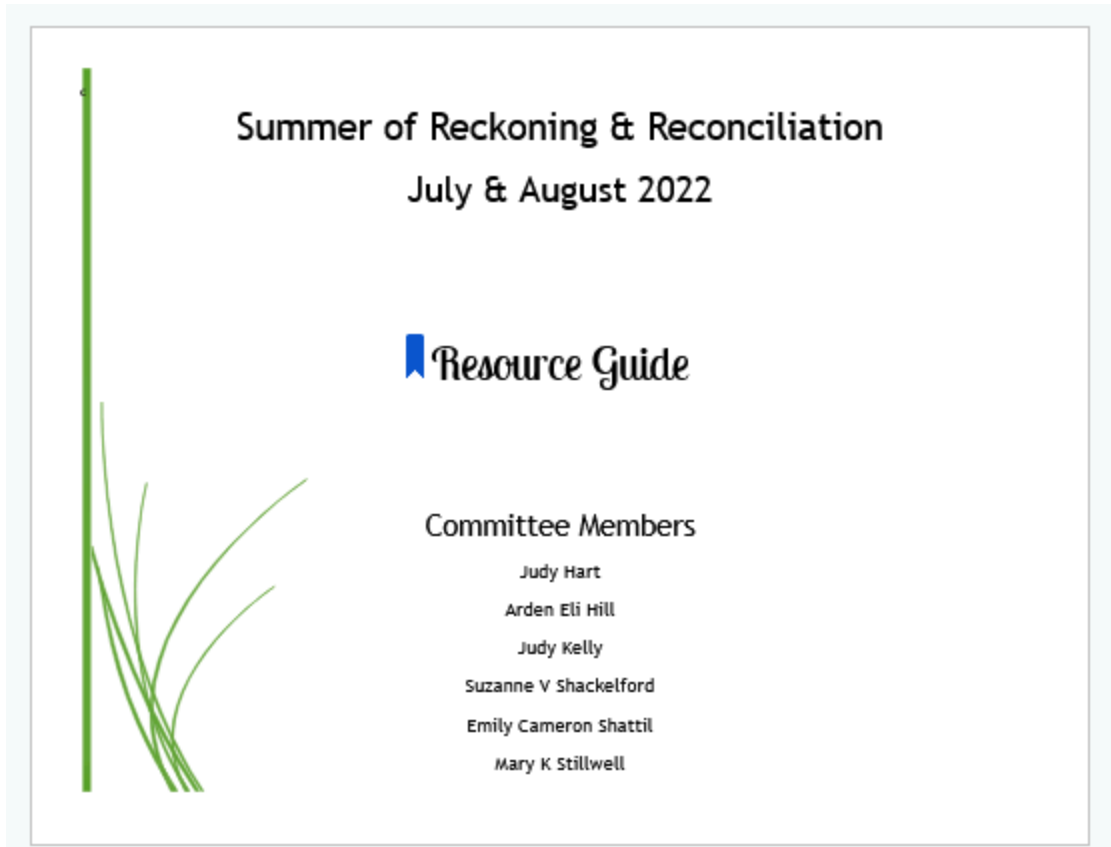 Summer of Reckoning & Reconciliation
July & August 2022
Resource Guide
Committee Members
Judy Hart
Arden Eli Hill
Judy Kelly
Suzanne V Shackelford
Emily Cameron Shattil
Mary K Stillwell